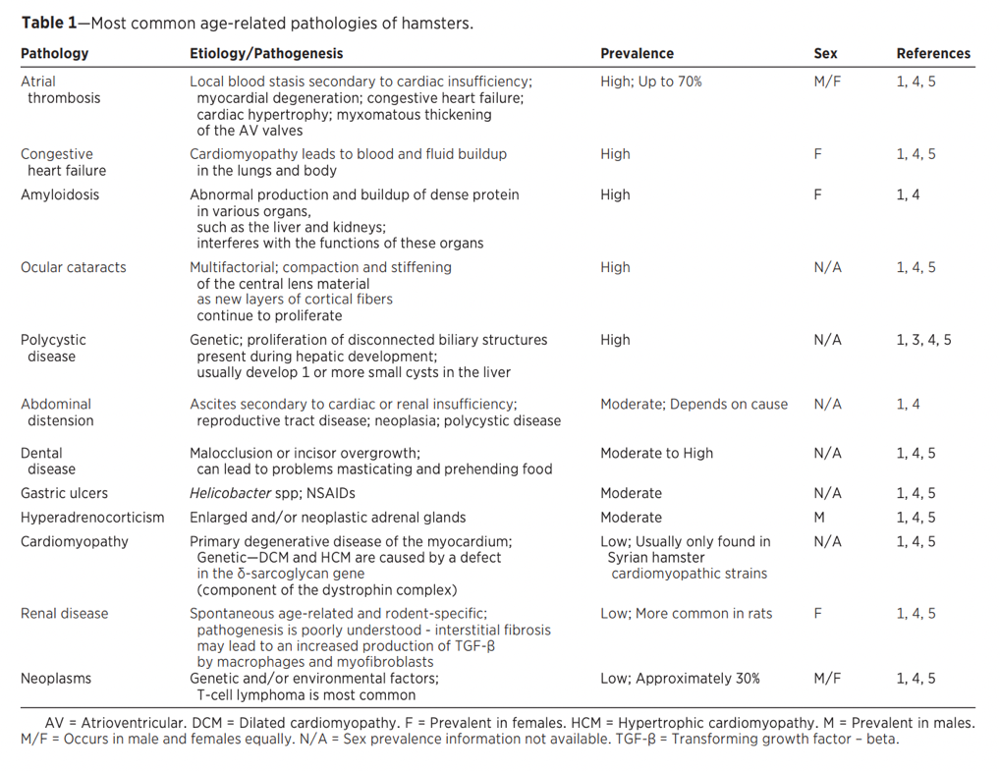 Table 1—Most common age-related pathologies of hamsters.
Pathology Etiology/Pathogenesis Prevalence Sex References
Atrial Local blood stasis secondary to cardiac insufficiency; High; Up to 70% M/F 1, 4, 5
thrombosis myocardial degeneration; congestive heart failure;
cardiac hypertrophy; myxomatous thickening
of the AV valves
Congestive Cardiomyopathy leads to blood and fluid buildup High F 1, 4, 5
heart failure in the lungs and body
Amyloidosis Abnormal production and buildup of dense protein High F 1, 4
in various organs,
such as the liver and kidneys;
interferes with the functions of these organs
Ocular cataracts Multifactorial; compaction and stiffening High N/A 1, 4, 5
of the central lens material
as new layers of cortical fibers
continue to proliferate
Polycystic Genetic; proliferation of disconnected biliary structures High N/A 1, 3, 4, 5
disease present during hepatic development;
usually develop 1 or more small cysts in the liver
Abdominal Ascites secondary to cardiac or renal insufficiency; Moderate; Depends on cause N/A 1, 4
distension reproductive tract disease; neoplasia; polycystic disease
Dental Malocclusion or incisor overgrowth; Moderate to High N/A 1, 4, 5
disease can lead to problems masticating and prehending food
Gastric ulcers Helicobacter spp; NSAIDs Moderate N/A 1, 4, 5
Hyperadrenocorticism Enlarged and/or neoplastic adrenal glands Moderate M 1, 4, 5
Cardiomyopathy Primary degenerative disease of the myocardium; Low; Usually only found in N/A 1, 4, 5
Genetic—DCM and HCM are caused by a defect Syrian hamster
in the δ-sarcoglycan gene cardiomyopathic strains
(component of the dystrophin complex)
Renal disease Spontaneous age-related and rodent-specific; Low; More common in rats F 1, 4, 5
pathogenesis is poorly understood - interstitial fibrosis
may lead to an increased production of TGF-β
by macrophages and myofibroblasts
Neoplasms Genetic and/or environmental factors; Low; Approximately 30% M/F 1, 4, 5
T-cell lymphoma is most common
AV = Atrioventricular. DCM = Dilated cardiomyopathy. F = Prevalent in females. HCM = Hypertrophic cardiomyopathy. M = Prevalent in males.
M/F = Occurs in male and females equally. N/A = Sex prevalence information not available. TGF-β = Transforming growth factor – beta.